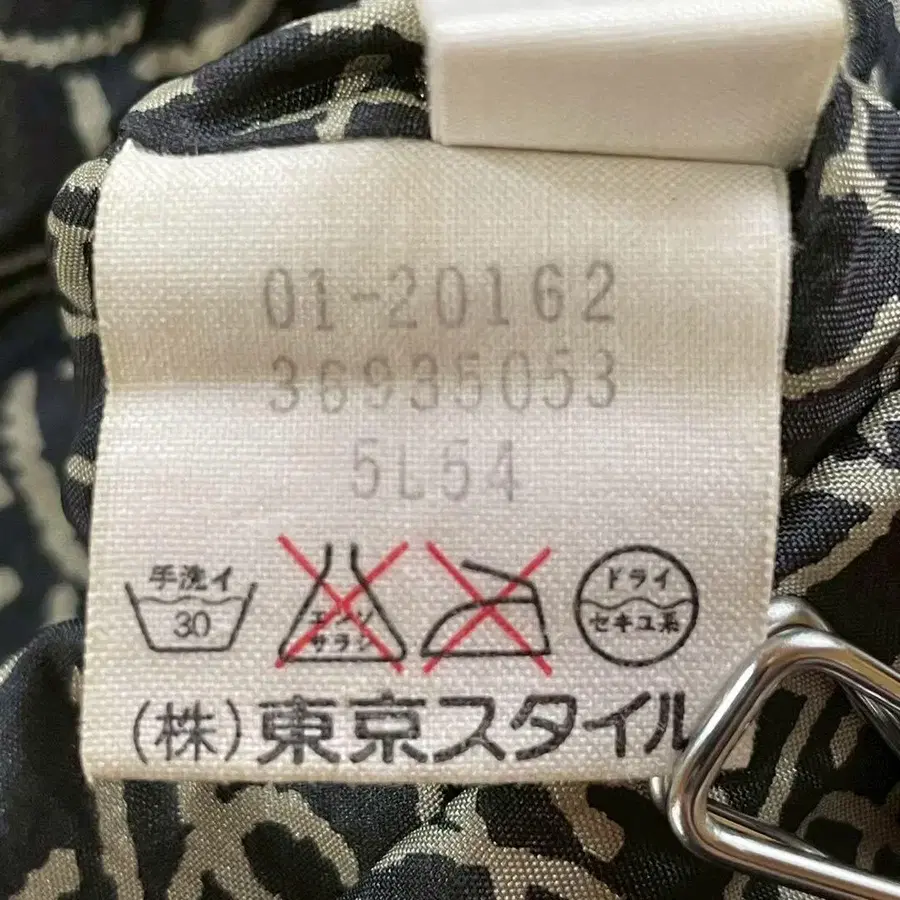 01-20162
36935053
5L54
手洗イ
30
エンソ
サラシ
ドライ
セキユ系
(株)東京スタイル